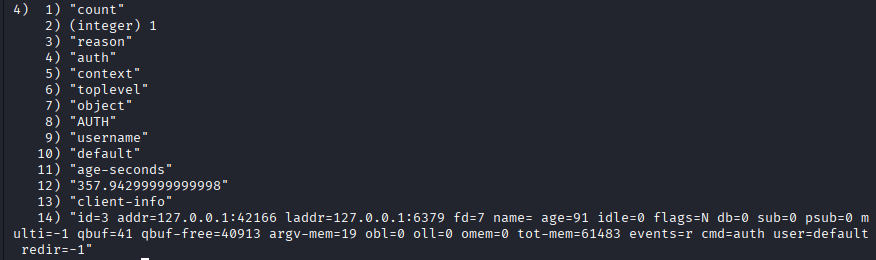 4)  1) "count"
    2) (integer) 1
    3) "reason"
    4) "auth"
    5) "context"
    6) "toplevel"
    7) "object"
    8) "AUTH"
    9) "username"
   10) "default"
   11) "age-seconds"
   12) "357.94299999999998"
   13) "client-info"
   14) "id=3 addr=127.0.0.1:42166 laddr=127.0.0.1:6379 fd=7 name= age=91 idle=0 flags=N db=0 sub=0 psub=0 m
ulti=-1 qbuf=41 qbuf-free=40913 argv-mem=19 obl=0 oll=0 omem=0 tot-mem=61483 events=r cmd=auth user=default
 redir=-1"